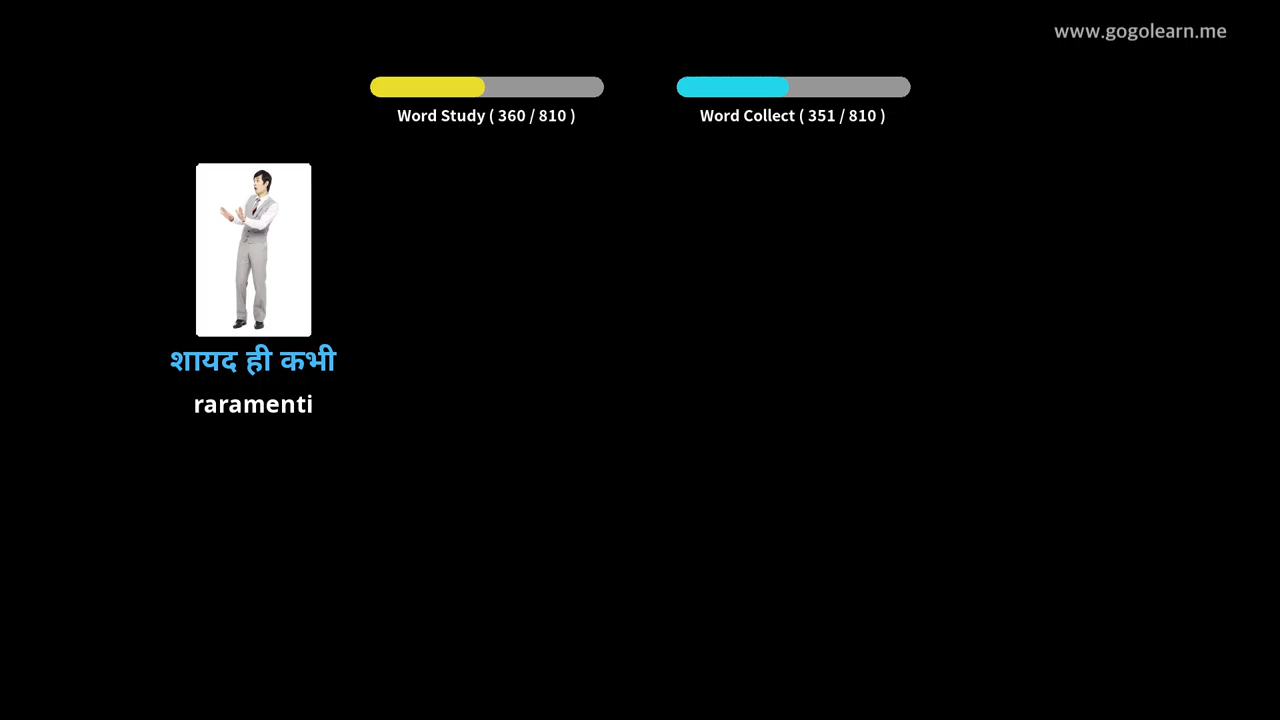 www.gogolearn.me
Word Study ( 360 / 810 )
Word Collect ( 351 / 810 )
शायद ही कभी
raramenti